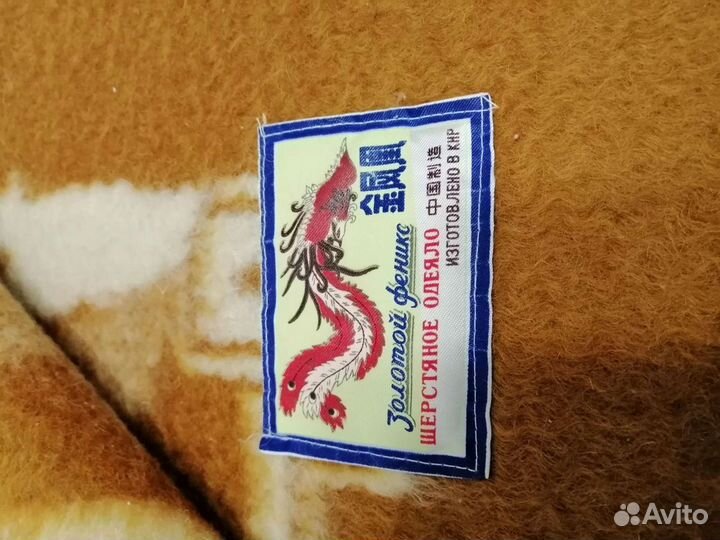 金凤凰
Золотой феникс
ШЕРСТЯНОЕ ОДЕЯЛО
中国制造
ИЗГОТОВЛЕНО В КНР
Avito